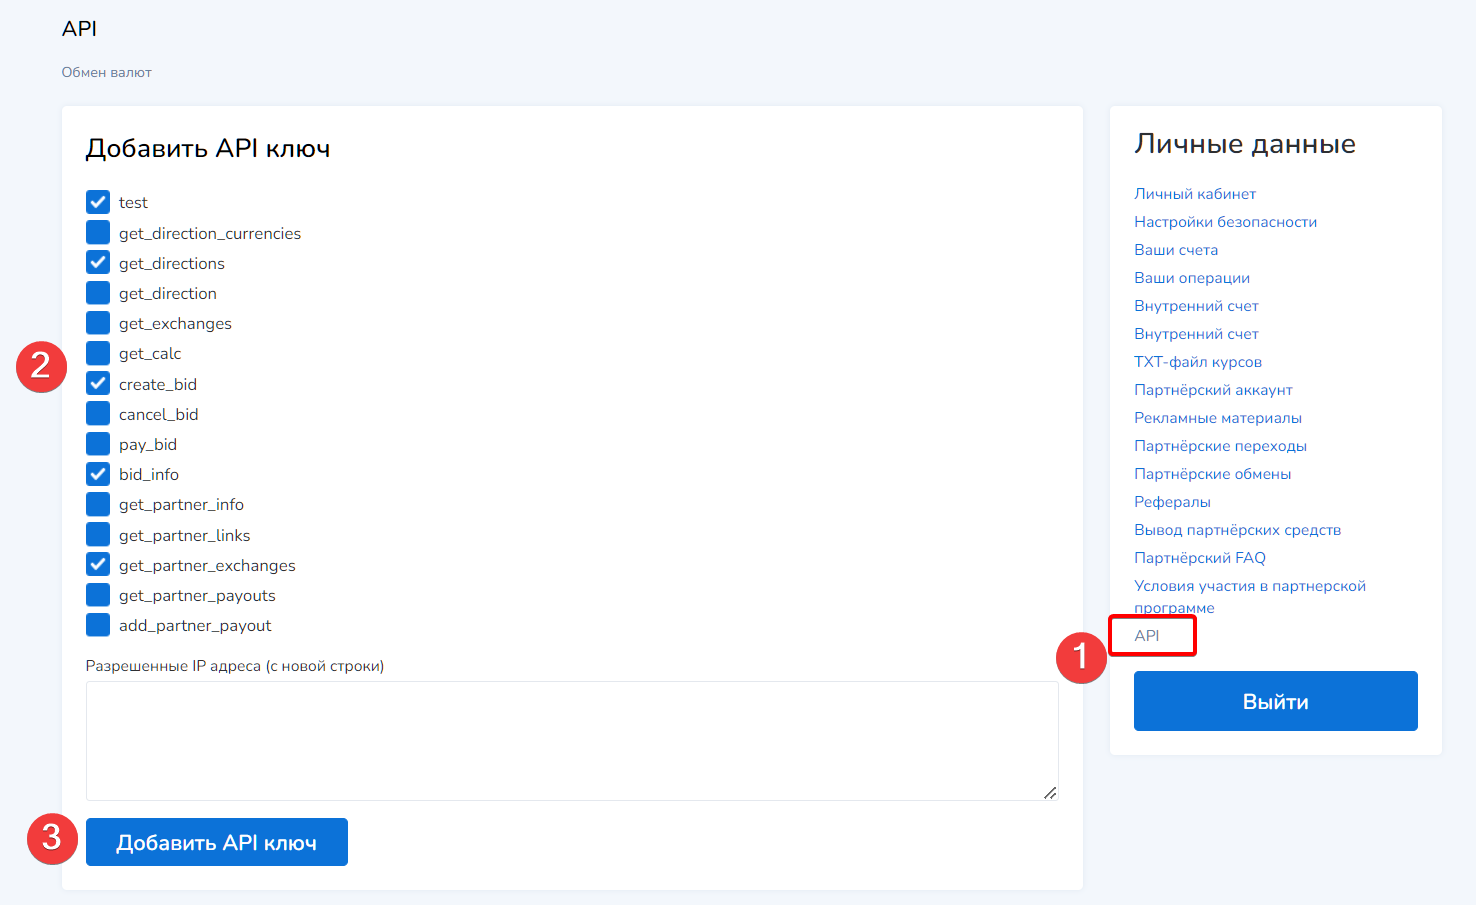 API
Обмен валют
Добавить API ключ
test
get_direction_currencies
get_directions
get_direction
get_exchanges
get_calc
2
create_bid
cancel_bid
pay_bid
bid_info
get_partner_info
get_partner_links
get_partner_exchanges
get_partner_payouts
add_partner_payout
Разрешенные IP адреса (с новой строки)
3
Добавить API ключ
Личные данные
Личный кабинет
Настройки безопасности
Ваши счета
Ваши операции
Внутренний счет
Внутренний счет
TXT-файл курсов
Партнёрский аккаунт
Рекламные материалы
Партнёрские переходы
Партнёрские обмены
Рефералы
Вывод партнёрских средств
Партнёрский FAQ
Условия участия в партнерской
программе
API
1
Выйти